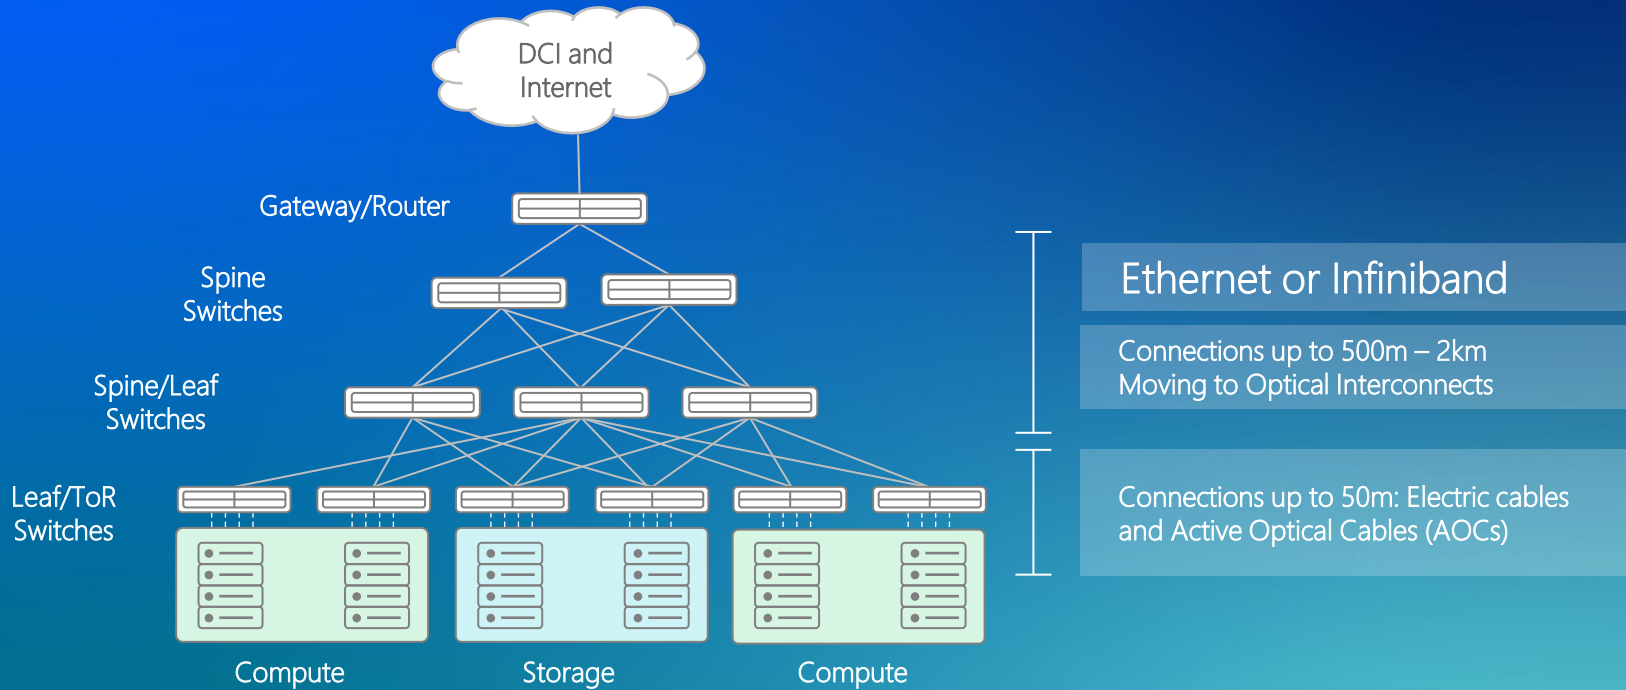 DCI and
Internet
Gateway/Router
Spine
Switches
Ethernet or Infiniband
Connections up to 500m – 2km
Moving to Optical Interconnects
Spine/Leaf
Switches
Leaf/ToR
Switches
Connections up to 50m: Electric cables
and Active Optical Cables (AOCs)
Compute
Storage
Compute